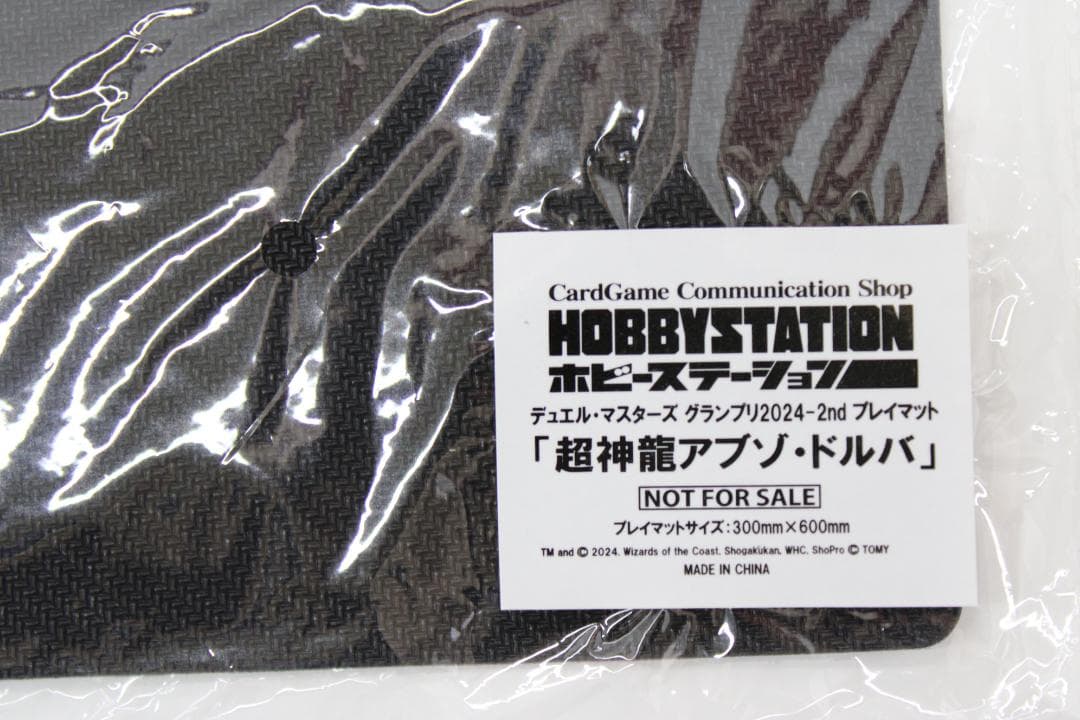 CardGame Communication Shop
HOBBYSTATION
ホビーステーション
デュエル・マスターズ グランプリ2024-2nd プレイマット
「超神龍アブゾ・ドルバ」
NOT FOR SALE
プレイマットサイズ:300mm×600mm
TM and © 2024, Wizards of the Coast, Shogakukan, WHC, ShoPro © TOMY
MADE IN CHINA